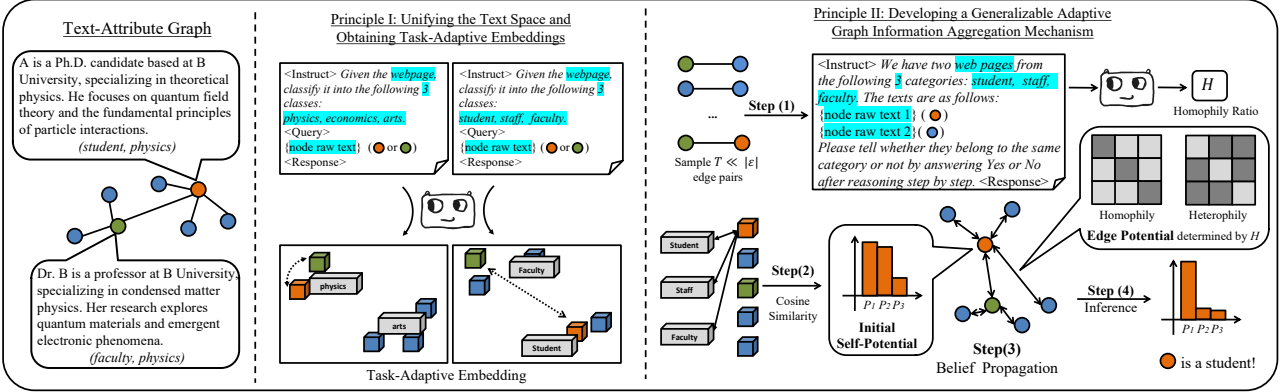 Text-Attribute Graph
A is a Ph.D. candidate based at B
University, specializing in theoretical
physics. He focuses on quantum field
theory and the fundamental principles
of particle interactions.
(student, physics)
Dr. B is a professor at B University,
specializing in condensed matter
physics. Her research explores
quantum materials and emergent
electronic phenomena.
(faculty, physics)
Principle I: Unifying the Text Space and
Obtaining Task-Adaptive Embeddings
<Instruct> Given the webpage,
classify it into the following 3
classes:
physics, economics, arts.
<Query>
{node raw text} ( or )
<Response>
<Instruct> Given the webpage,
classify it into the following 3
classes:
student, staff, faculty.
<Query>
{node raw text} ( or )
<Response>
physics
arts
Faculty
Student
Task-Adaptive Embedding
Principle II: Developing a Generalizable Adaptive
Graph Information Aggregation Mechanism
...
Sample T ≪ |ε|
edge pairs
Step (1)
<Instruct> We have two web pages from
the following 3 categories: student, staff,
faculty. The texts are as follows:
{node raw text 1} ( )
{node raw text 2} ( )
Please tell whether they belong to the same
category or not by answering Yes or No
after reasoning step by step. <Response>
H
Homophily Ratio
Homophily
Heterophily
Edge Potential determined by H
Student
Staff
Faculty
Step(2)
Cosine
Similarity
P1 P2 P3
Initial
Self-Potential
Step(3)
Belief Propagation
Step (4)
Inference
P1 P2 P3
is a student!